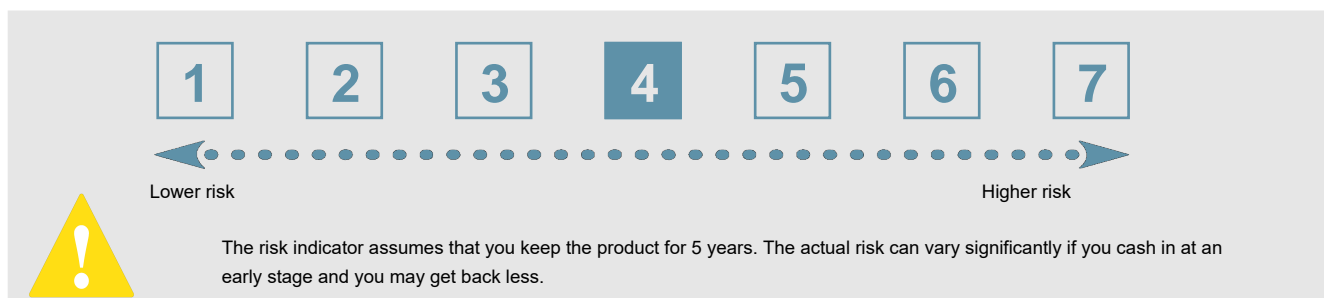 1 2 3 4 5 6 7
Lower risk Higher risk
!
The risk indicator assumes that you keep the product for 5 years. The actual risk can vary significantly if you cash in at an
early stage and you may get back less.